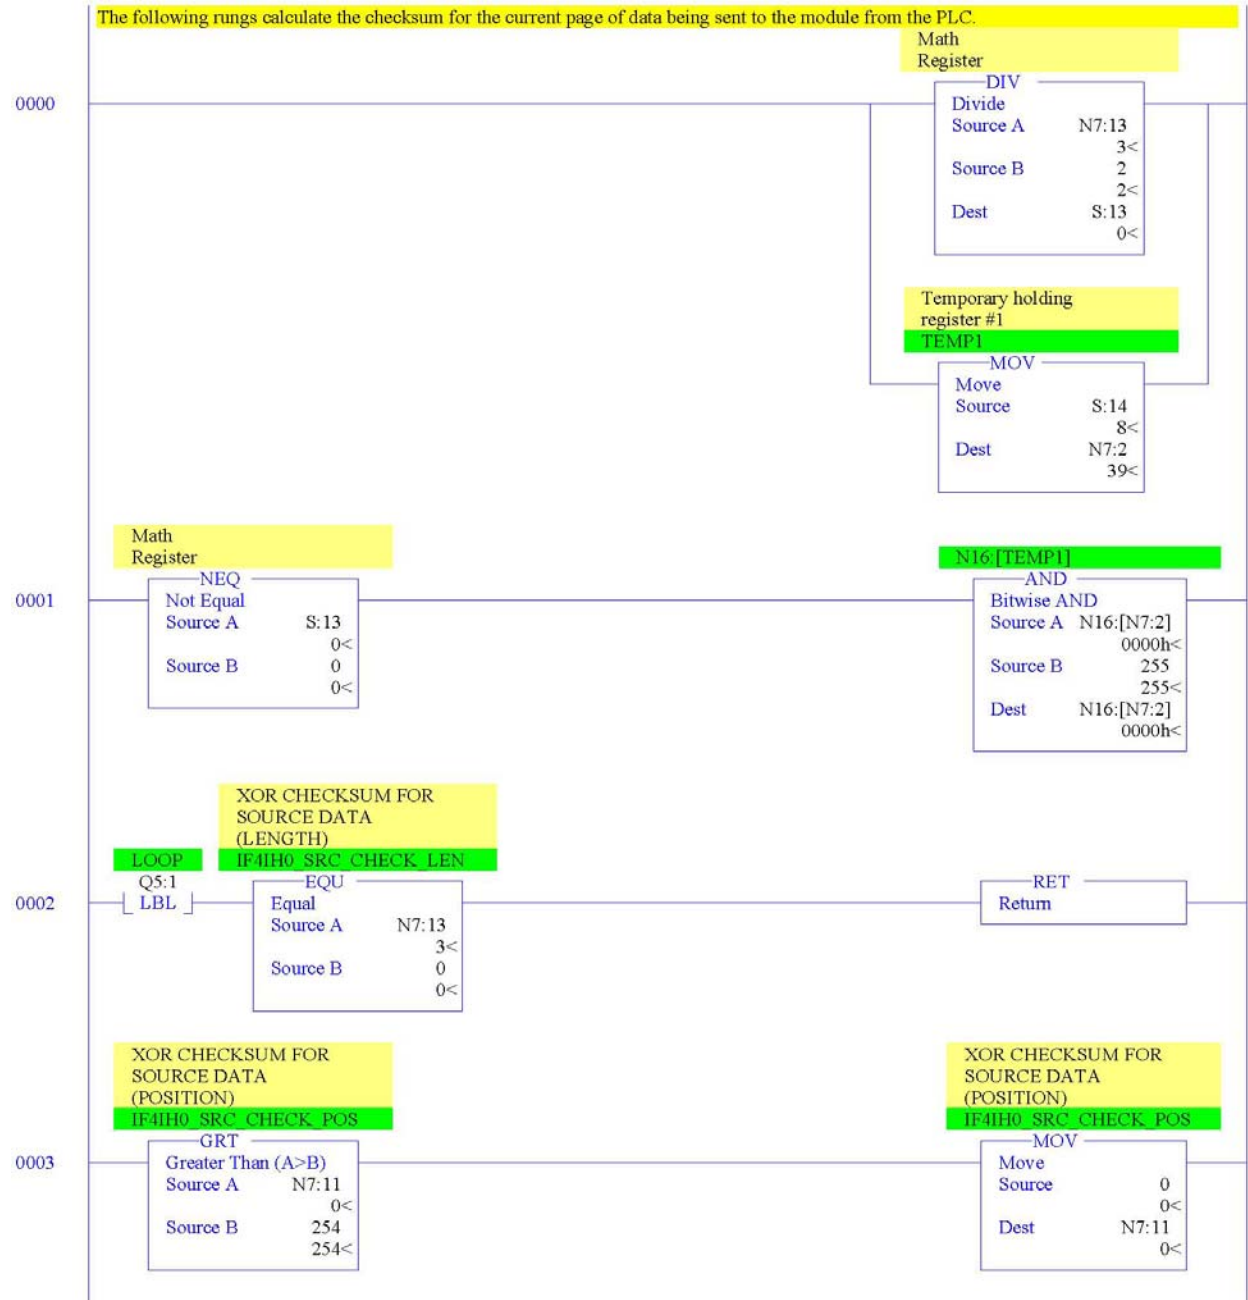 The following rungs calculate the checksum for the current page of data being sent to the module from the PLC.
Math
Register
DIV
0000
Divide
Source A N7:13
3<
Source B 2
2<
Dest S:13
0<
Temporary holding
register #1
TEMP1
MOV
Move
Source S:14
8<
Dest N7:2
39<
Math
Register
NEQ
0001
Not Equal
Source A S:13
0<
Source B 0
0<
N16:[TEMP1]
AND
Bitwise AND
Source A N16:[N7:2]
0000h<
Source B 255
255<
Dest N16:[N7:2]
0000h<
XOR CHECKSUM FOR
SOURCE DATA
(LENGTH)
LOOP IF4IH0_SRC_CHECK_LEN
Q5:1
0002
LBL
EQU
Equal
Source A N7:13
3<
Source B 0
0<
RET
Return
XOR CHECKSUM FOR
SOURCE DATA
(POSITION)
IF4IH0_SRC_CHECK_POS
GRT
0003
Greater Than (A>B)
Source A N7:11
0<
Source B 254
254<
XOR CHECKSUM FOR
SOURCE DATA
(POSITION)
IF4IH0_SRC_CHECK_POS
MOV
Move
Source 0
0<
Dest N7:11
0<